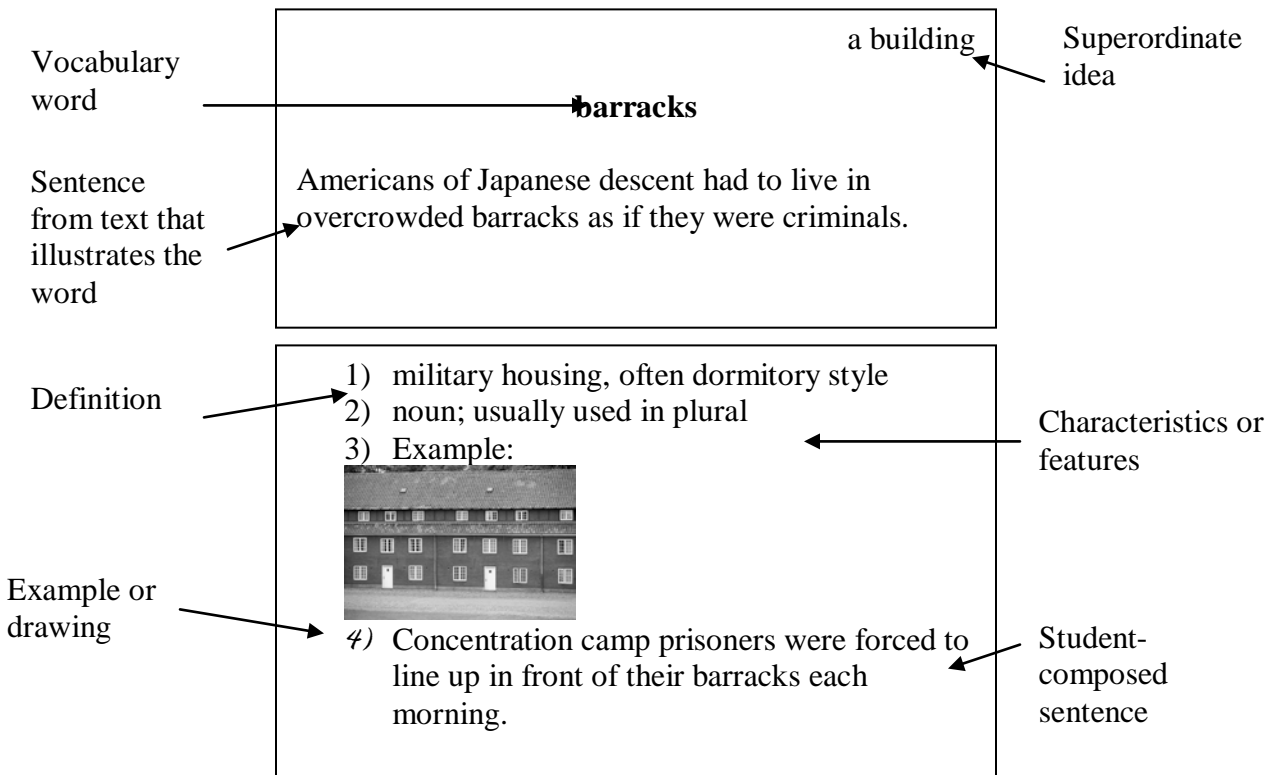 a building
Superordinate
idea
Vocabulary
word
barracks
Sentence
from text that
illustrates the
word
Americans of Japanese descent had to live in
overcrowded barracks as if they were criminals.
Definition
1) military housing, often dormitory style
2) noun; usually used in plural
3) Example:
Characteristics or
features
Example or
drawing
4) Concentration camp prisoners were forced to
line up in front of their barracks each
morning.
Student-
composed
sentence